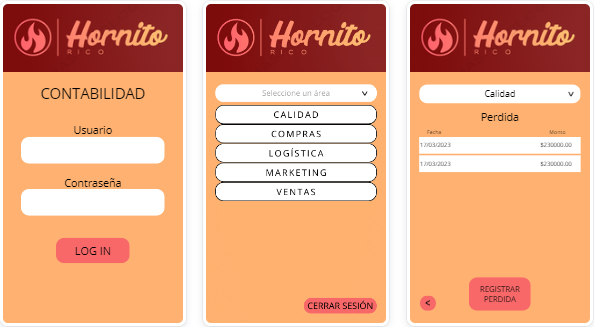 Hornito
RICO
CONTABILIDAD
Usuario
Contraseña
LOG IN
Hornito
RICO
Seleccione un área
CALIDAD
COMPRAS
LOGÍSTICA
MARKETING
VENTAS
CERRAR SESIÓN
Hornito
RICO
Calidad
Perdida
Fecha Monto
17/03/2023 $230000.00
17/03/2023 $230000.00
<
REGISTRAR
PERDIDA